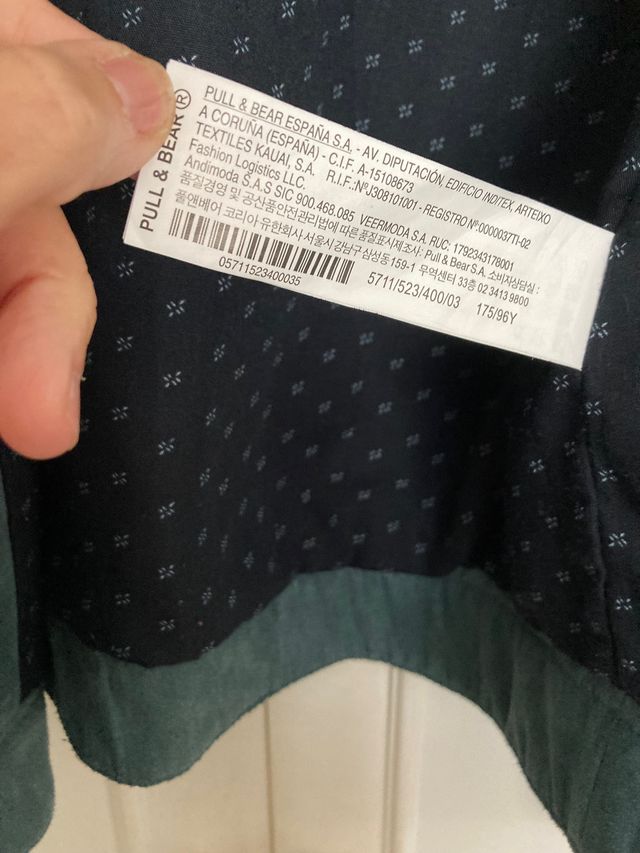 PULL & BEAR®
PULL & BEAR ESPAÑA S.A. - AV. DIPUTACIÓN, EDIFICIO INDITEX, ARTEIXO
A CORUÑA (ESPAÑA) - C.I.F. A-15108673
TEXTILES KAUAI, S.A. R.I.F.:NºJ308101001 - REGISTRO Nº:0000037TI-02
Fashion Logistics LLC.
Andimoda S.A.S SIC 900.468.085 VEERMODA S.A. RUC: 1792343178001
품질경영 및 공산품안전관리법에 따른 품질표시제조사: Pull & Bear S.A. 소비자상담실 :
풀앤베어 코리아 유한회사 서울시 강남구 삼성동 159-1 무역센터 33층 02 3413 9800
05711523400035
5711/523/400/03 175/96Y